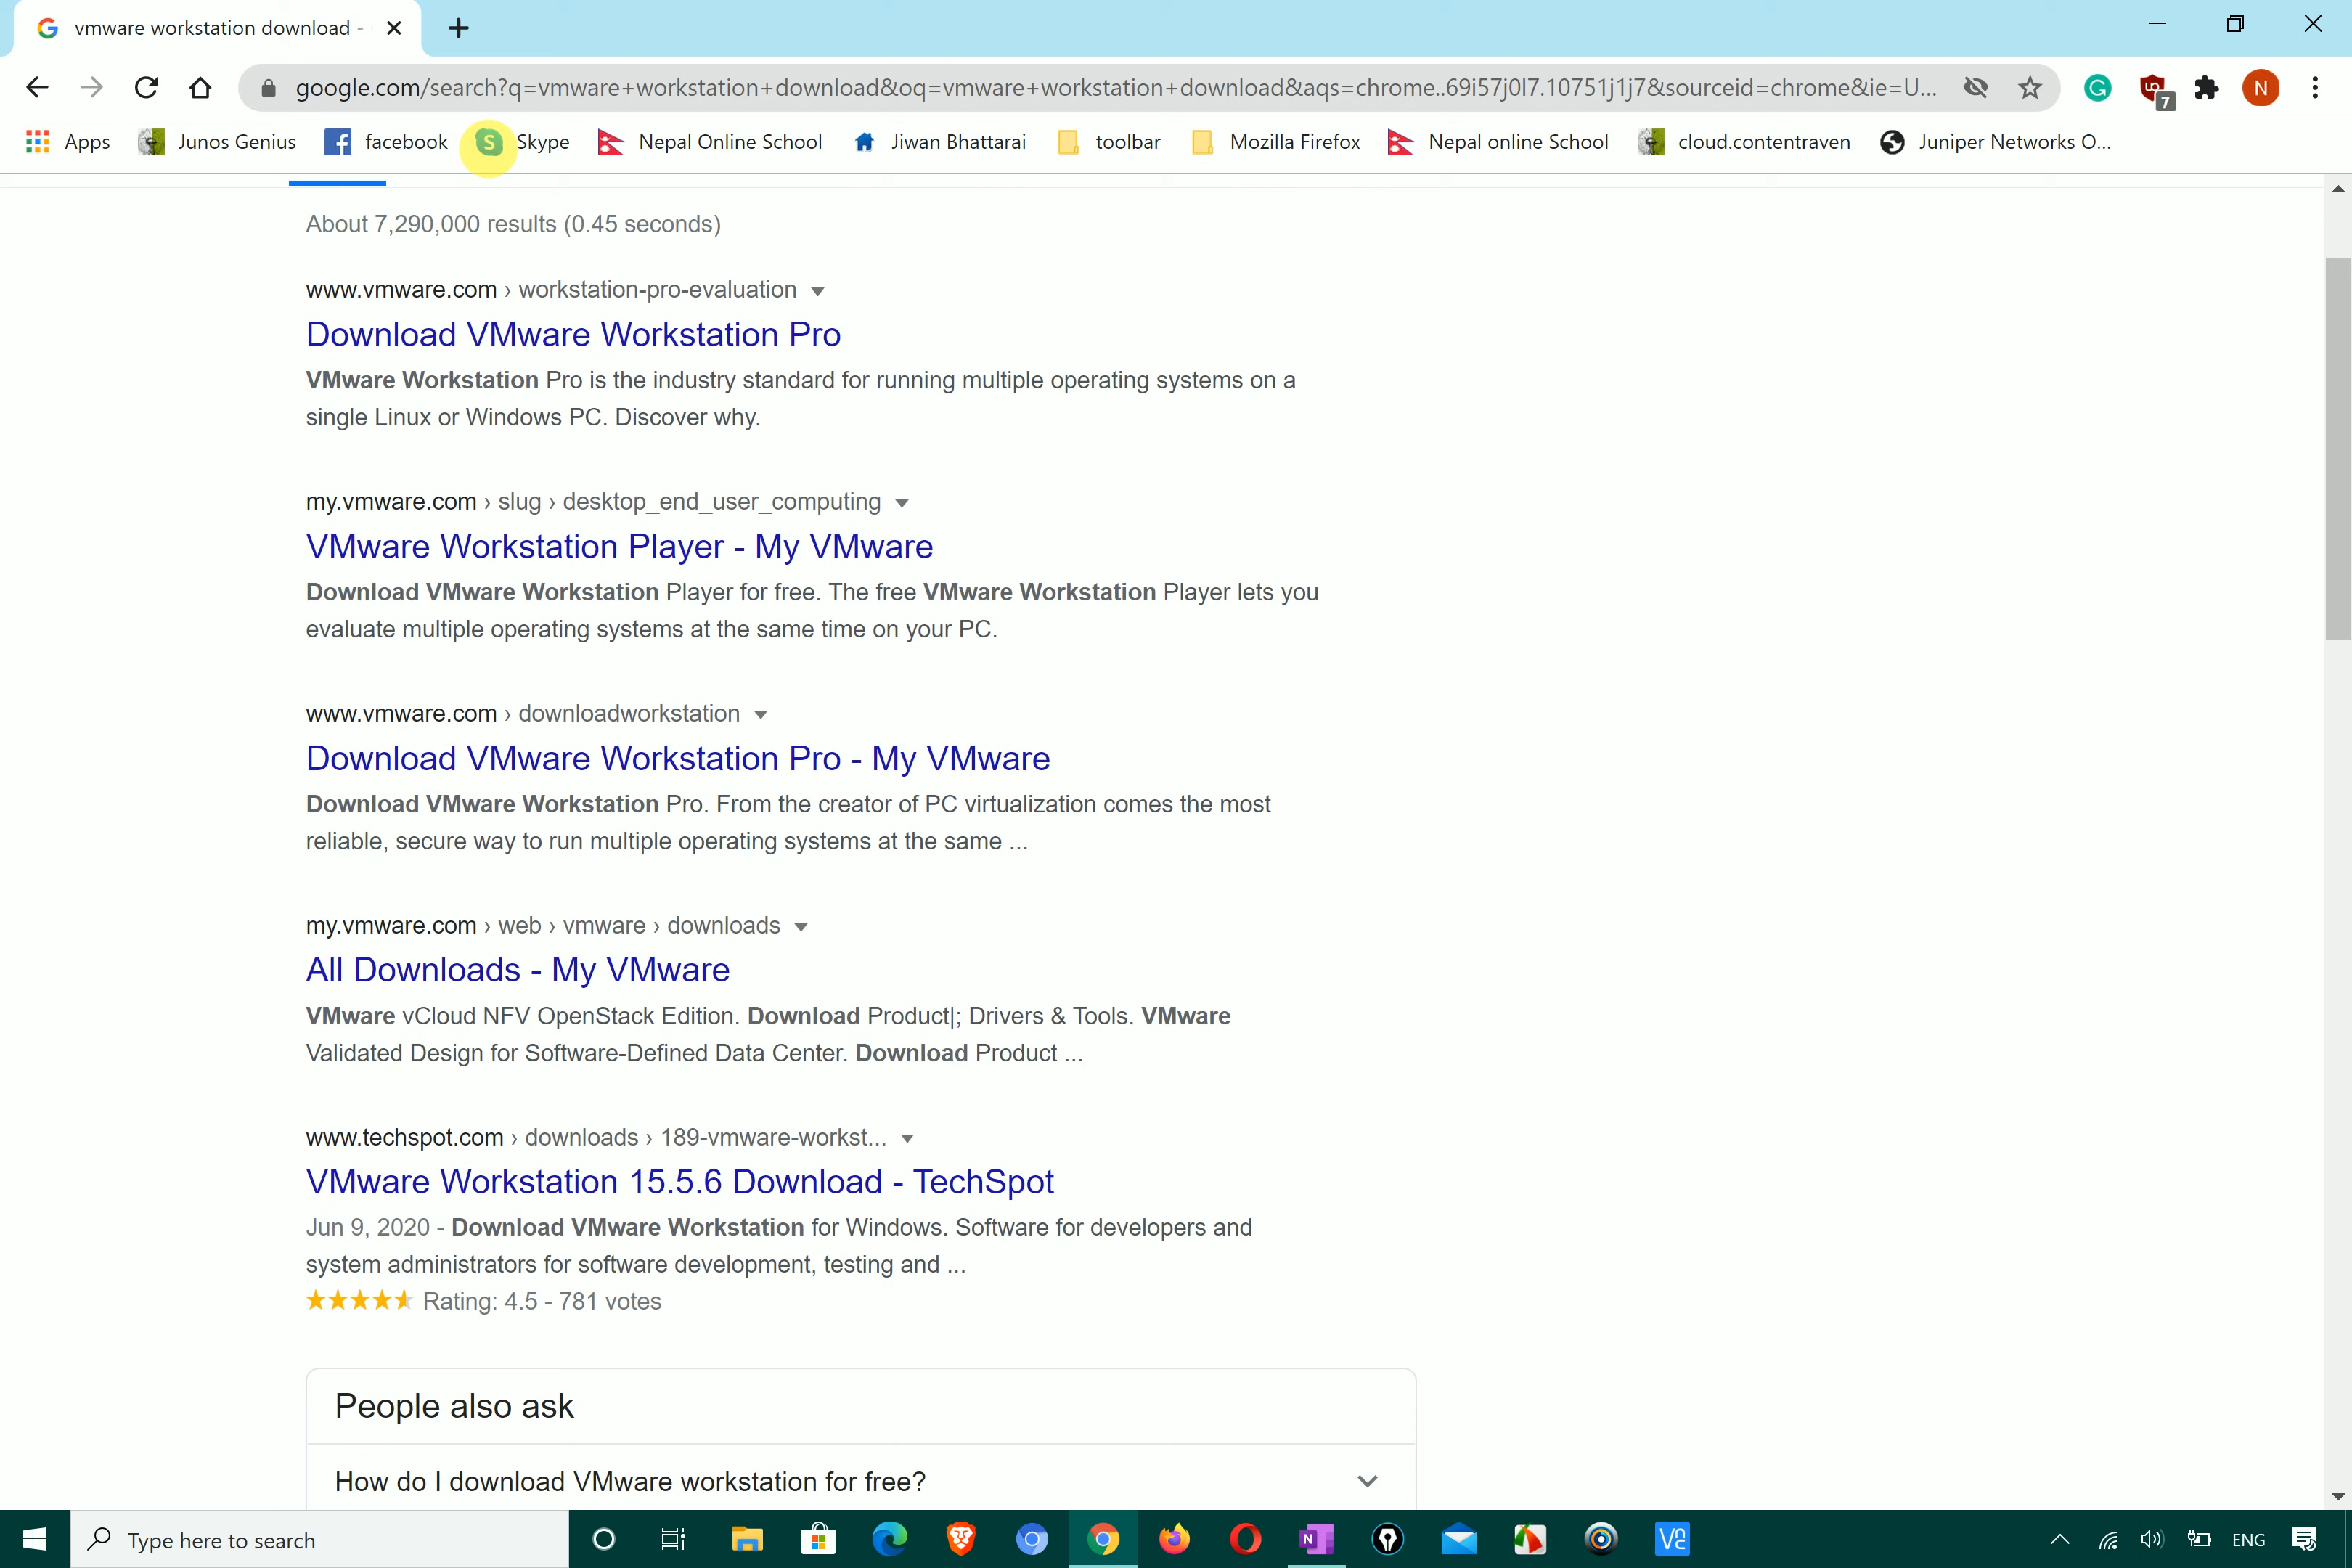 vmware workstation download -
google.com/search?q=vmware+workstation+download&oq=vmware+workstation+download&aqs=chrome..69i57j0l7.10751j1j7&sourceid=chrome&ie=U...
7
N
Apps Junos Genius facebook Skype Nepal Online School Jiwan Bhattarai toolbar Mozilla Firefox Nepal online School cloud.contentraven Juniper Networks O...
About 7,290,000 results (0.45 seconds)
www.vmware.com › workstation-pro-evaluation
Download VMware Workstation Pro
VMware Workstation Pro is the industry standard for running multiple operating systems on a
single Linux or Windows PC. Discover why.
my.vmware.com › slug › desktop_end_user_computing
VMware Workstation Player - My VMware
Download VMware Workstation Player for free. The free VMware Workstation Player lets you
evaluate multiple operating systems at the same time on your PC.
www.vmware.com › downloadworkstation
Download VMware Workstation Pro - My VMware
Download VMware Workstation Pro. From the creator of PC virtualization comes the most
reliable, secure way to run multiple operating systems at the same ...
my.vmware.com › web › vmware › downloads
All Downloads - My VMware
VMware vCloud NFV OpenStack Edition. Download Product|; Drivers & Tools. VMware
Validated Design for Software-Defined Data Center. Download Product ...
www.techspot.com › downloads › 189-vmware-workst...
VMware Workstation 15.5.6 Download - TechSpot
Jun 9, 2020 - Download VMware Workstation for Windows. Software for developers and
system administrators for software development, testing and ...
Rating: 4.5 - 781 votes
People also ask
How do I download VMware workstation for free?
Type here to search
ENG